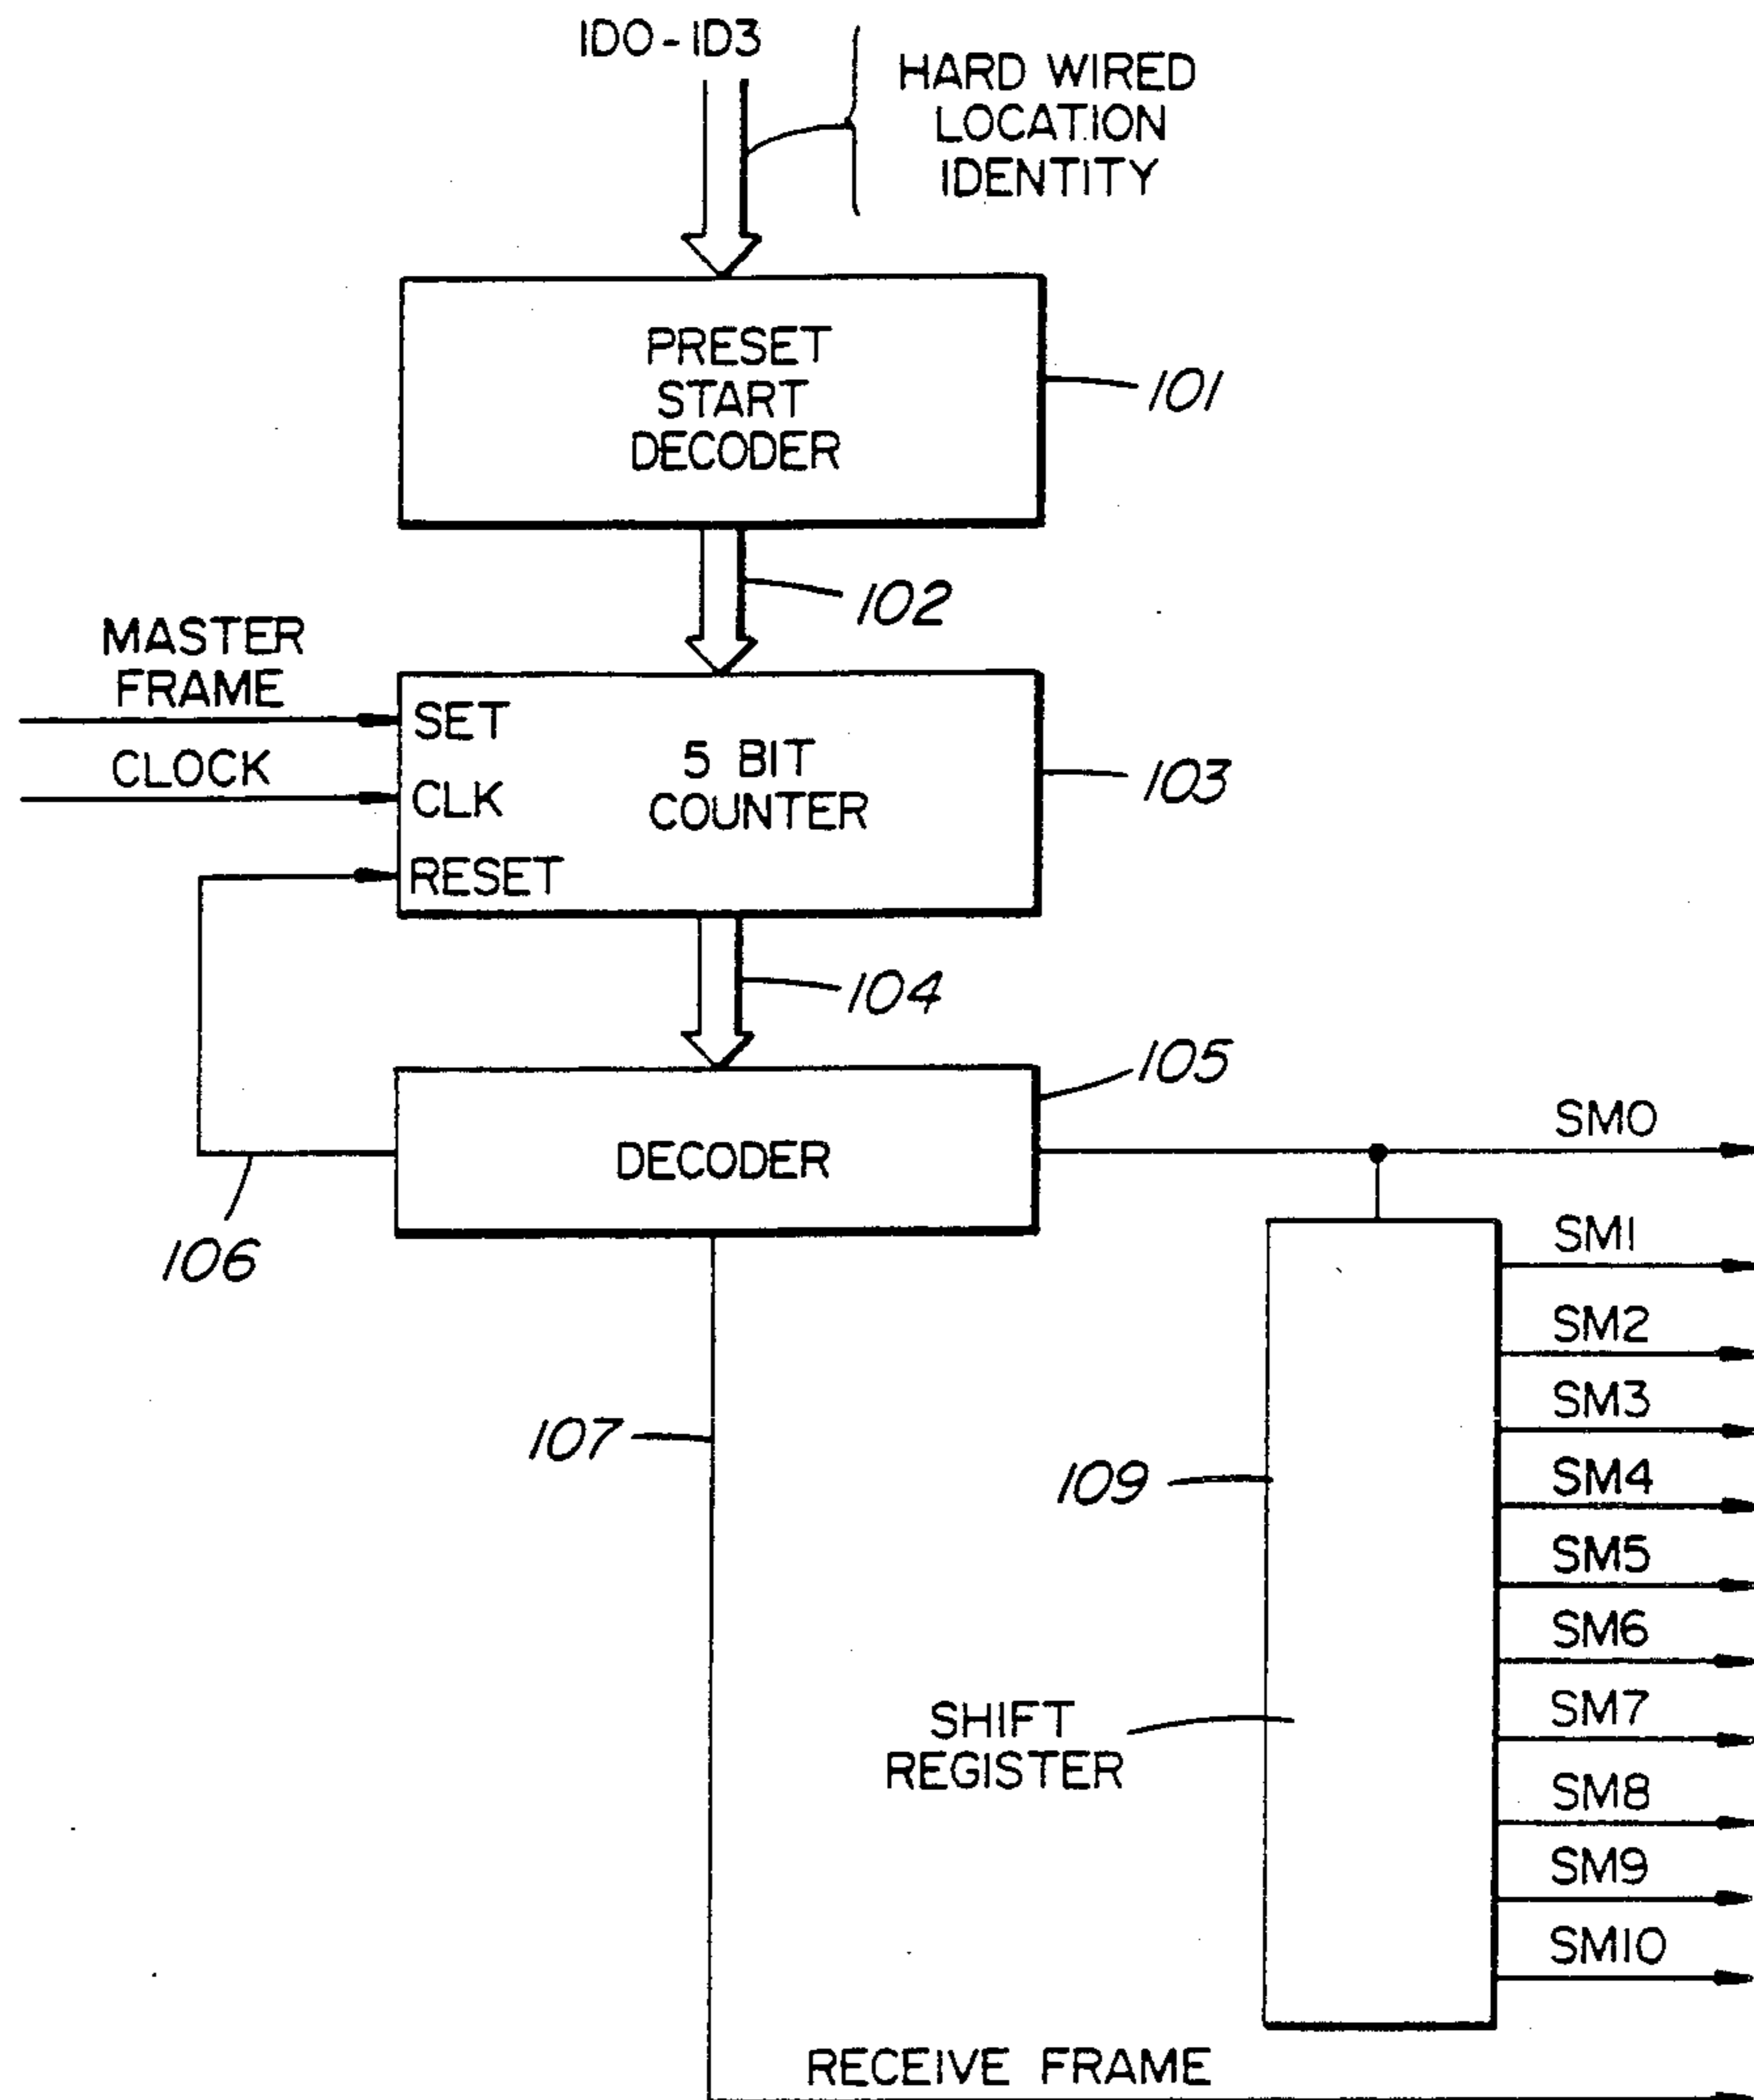 ID0-ID3
HARD WIRED
LOCATION
IDENTITY
PRESET
START
DECODER
101
102
MASTER
FRAME
CLOCK
SET
CLK
RESET
5 BIT
COUNTER
103
104
105
DECODER
106
SM0
SM1
SM2
SM3
107
109
SM4
SM5
SM6
SHIFT
REGISTER
SM7
SM8
SM9
SM10
RECEIVE FRAME